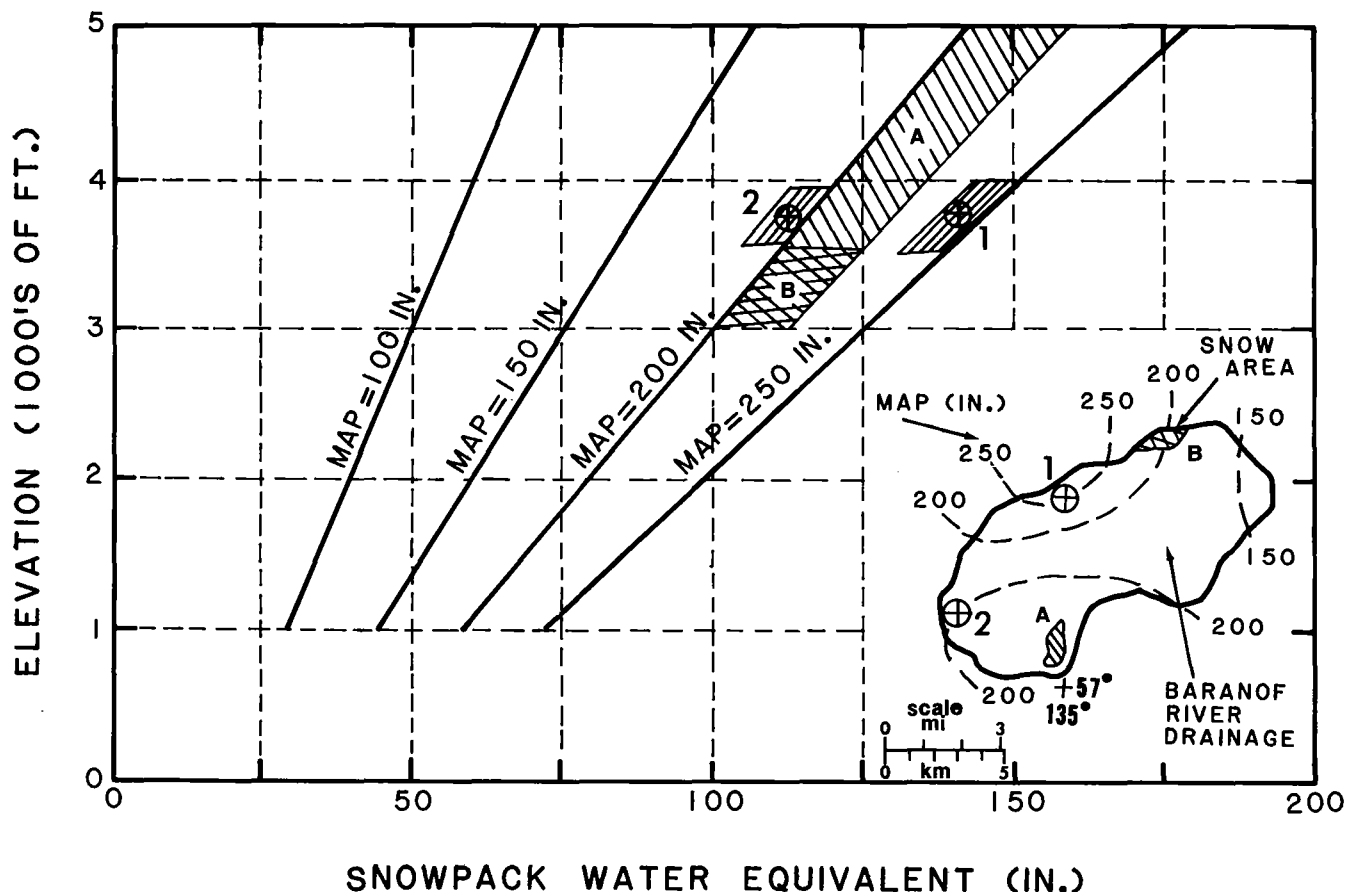 ELEVATION (1000'S OF FT.)
5
4
3
2
1
0
0
50
100
150
200
SNOWPACK WATER EQUIVALENT (IN.)
MAP=100 IN.
MAP=150 IN.
MAP=200 IN.
MAP=250 IN.
A
B
2
1
SNOW
AREA
MAP (IN.)
200
250
150
250
1
B
200
150
2
A
200
200
+57°
135°
scale
mi
0 3
0 5
km
BARANOF
RIVER
DRAINAGE